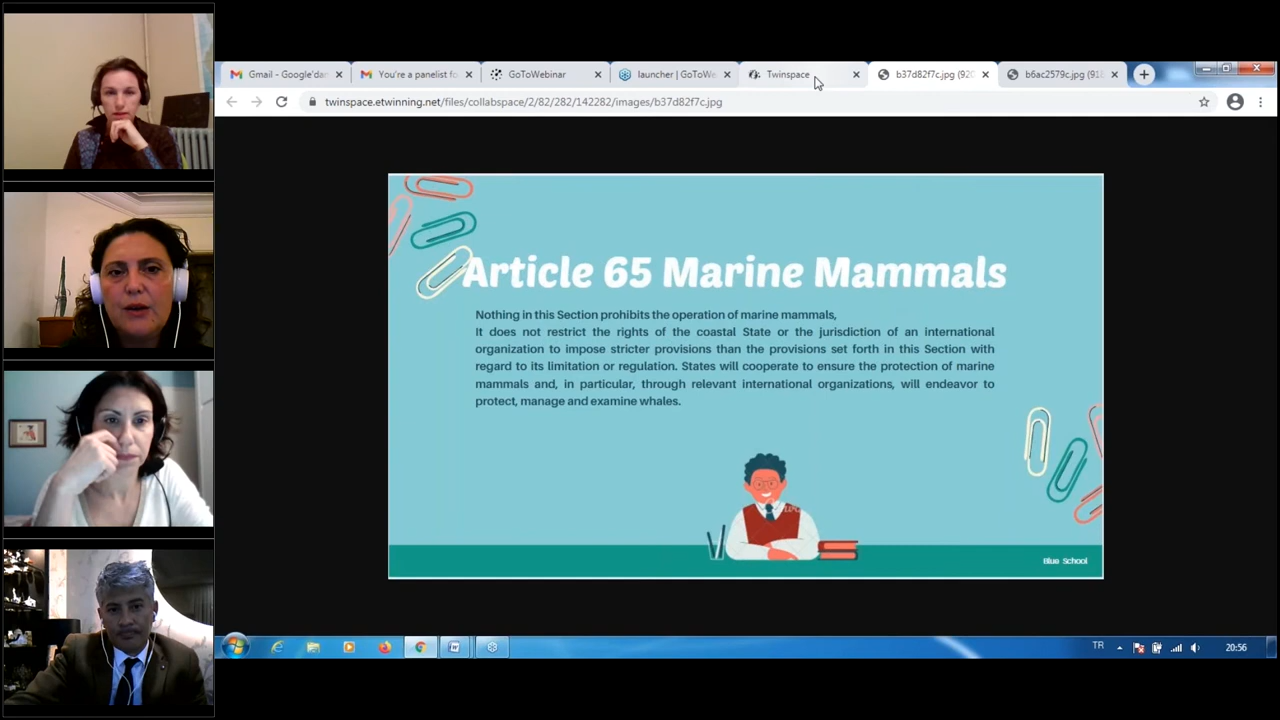 Gmail - Google'dan
You're a panelist fo
GoToWebinar
launcher | GoToWe
Twinspace
b37d82f7c.jpg (920
b6ac2579c.jpg (918
twinspace.etwinning.net/files/collabspace/2/82/282/142282/images/b37d82f7c.jpg
Article 65 Marine Mammals
Nothing in this Section prohibits the operation of marine mammals,
It does not restrict the rights of the coastal State or the jurisdiction of an international
organization to impose stricter provisions than the provisions set forth in this Section with
regard to its limitation or regulation. States will cooperate to ensure the protection of marine
mammals and, in particular, through relevant international organizations, will endeavor to
protect, manage and examine whales.
Blue School
TR
20:56